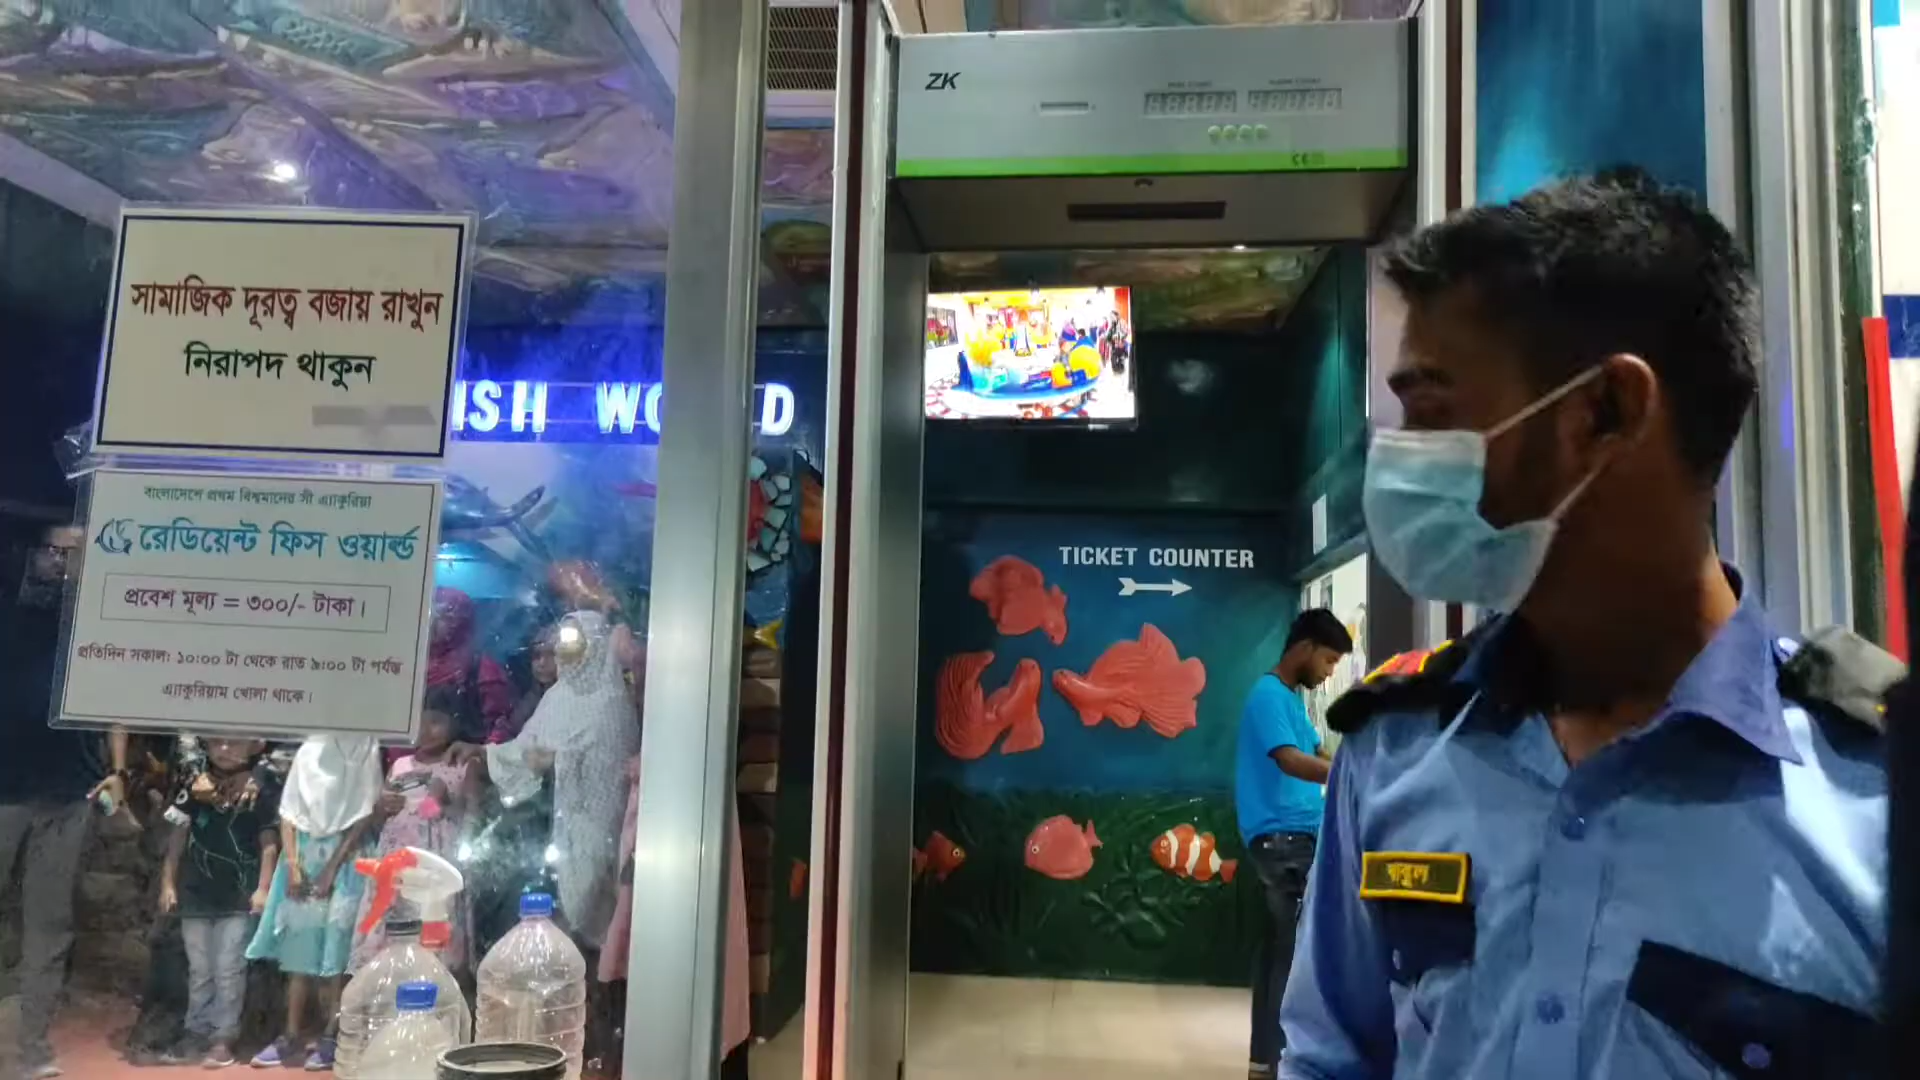 ZK
সামাজিক দূরত্ব বজায় রাখুন
নিরাপদ থাকুন
ISH WO D
বাংলাদেশে প্রথম বিশ্বমানের সী এ্যাকুরিয়া
রেডিয়েন্ট ফিস ওয়ার্ল্ড
প্রবেশ মূল্য = ৩০০/- টাকা।
প্রতিদিন সকাল: ১০:০০ টা থেকে রাত ৯:০০ টা পর্যন্ত
এ্যাকুরিয়াম খোলা থাকে।
TICKET COUNTER
বাবুল
CE